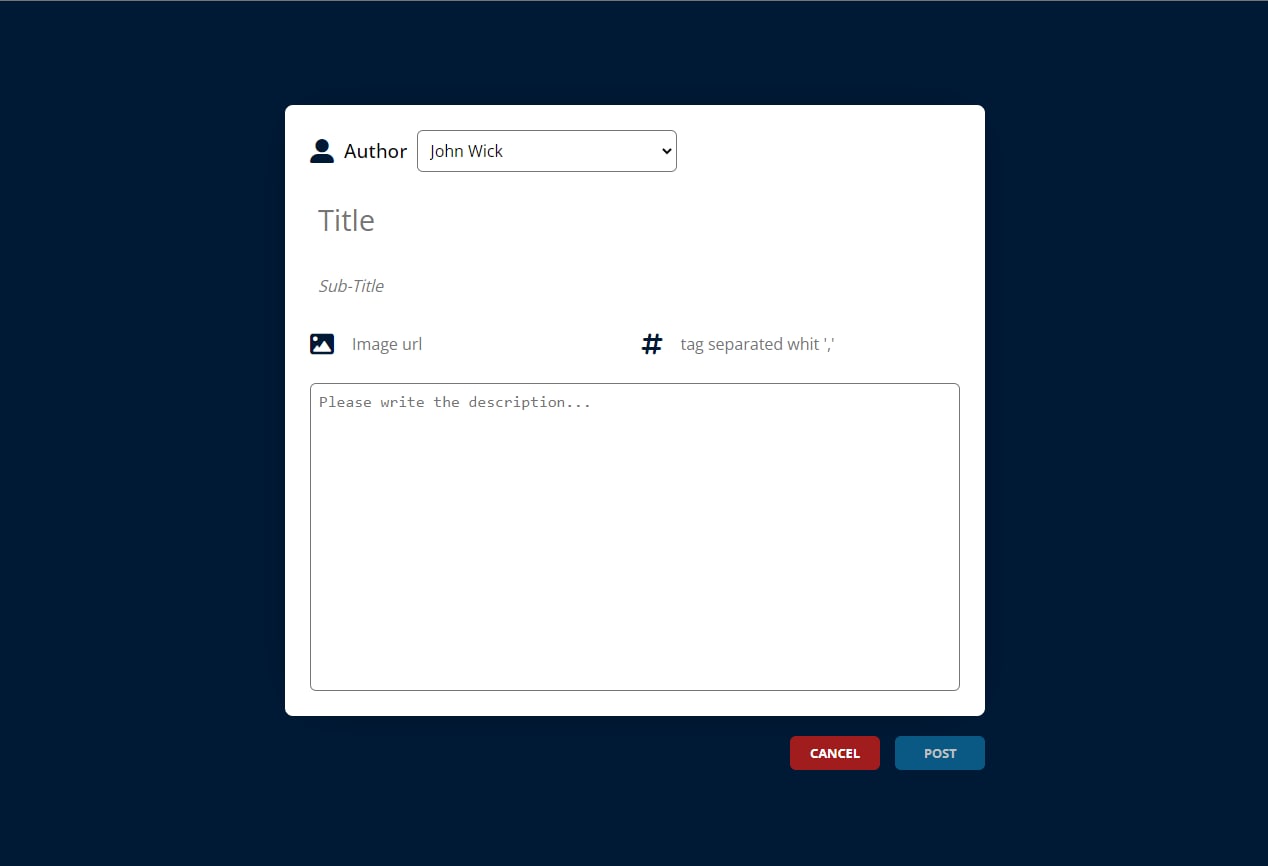 Author John Wick
Title
Sub-Title
Image url # tag separated whit ','
Please write the description...
CANCEL POST